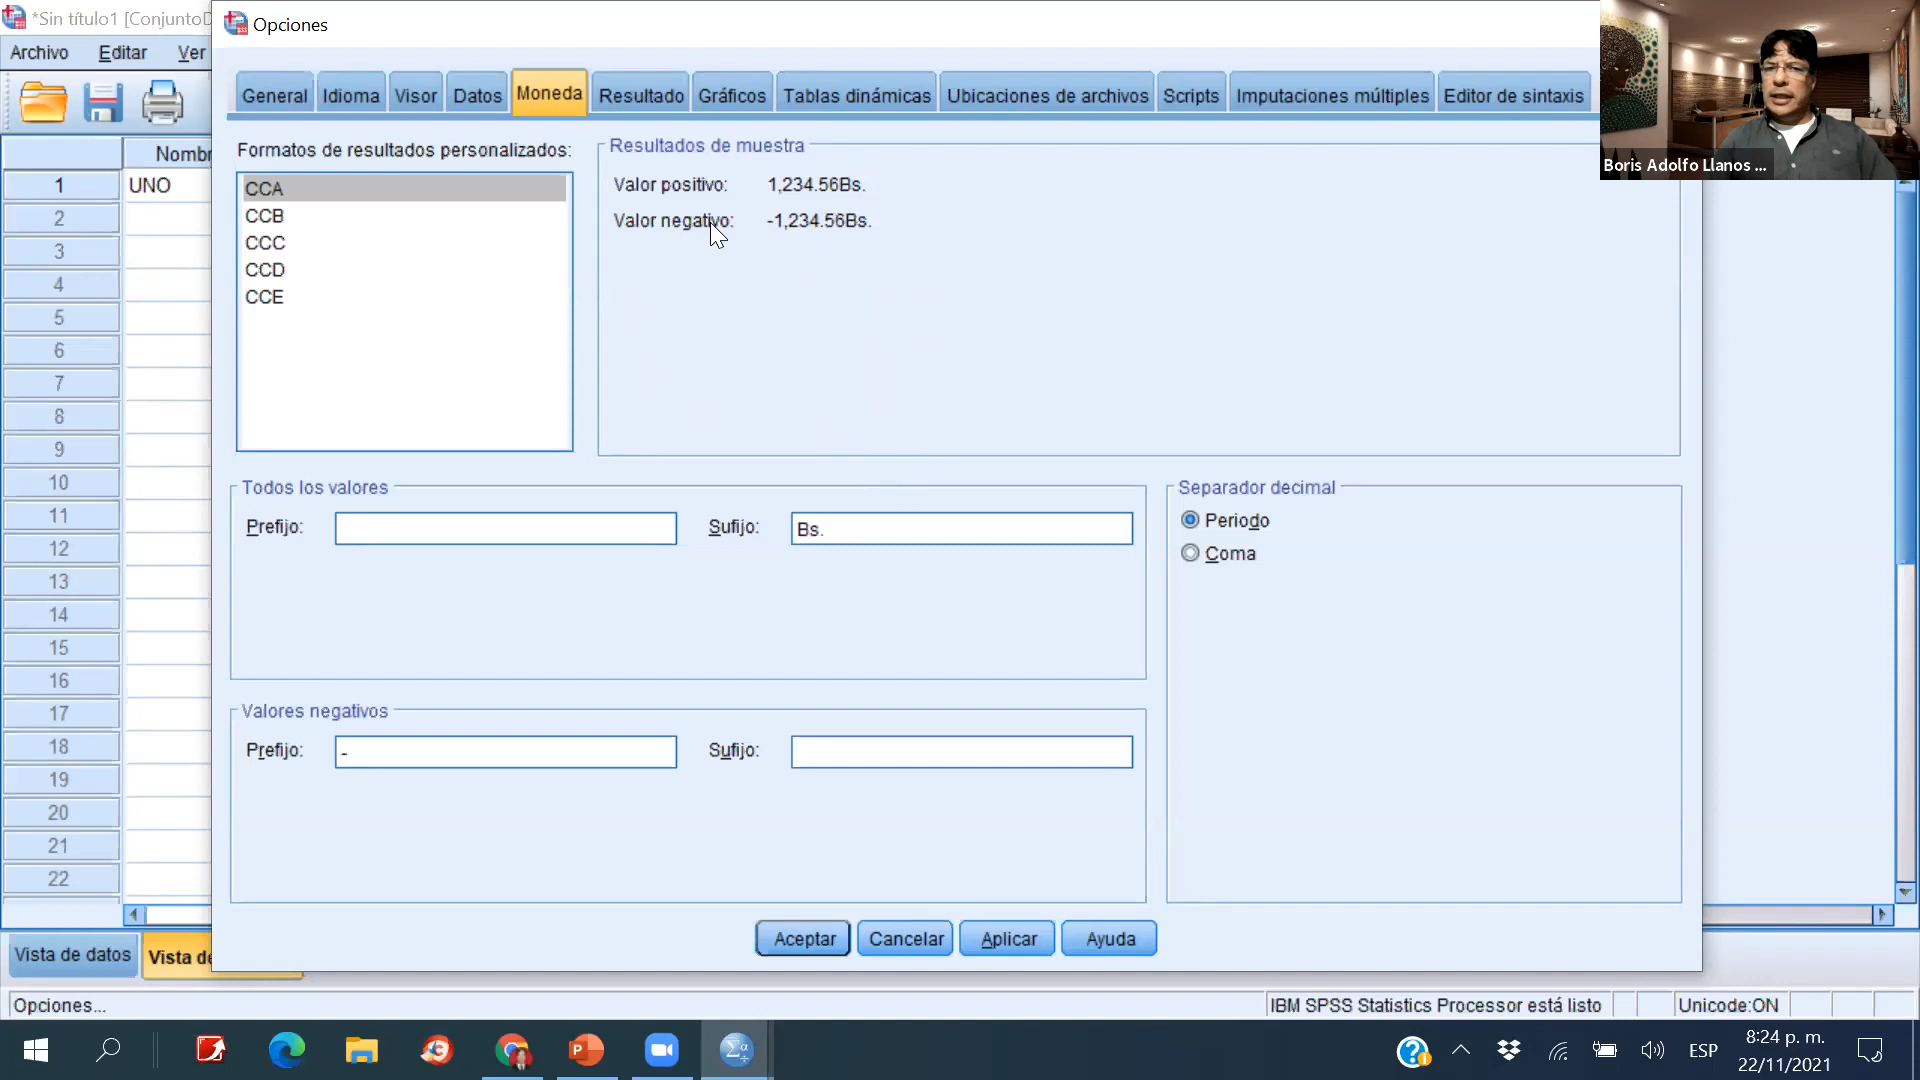 *Sin título1 [Conjunto
Opciones
Archivo Editar Ver
General Idioma Visor Datos Moneda Resultado Gráficos Tablas dinámicas Ubicaciones de archivos Scripts Imputaciones múltiples Editor de sintaxis
Boris Adolfo Llanos ...
Formatos de resultados personalizados:
CCA
CCB
CCC
CCD
CCE
Resultados de muestra
Valor positivo: 1,234.56Bs.
Valor negativo: -1,234.56Bs.
Nombr
1 UNO
2
3
4
5
6
7
8
9
10
11
12
13
14
15
16
17
18
19
20
21
22
Todos los valores
Prefijo: Sufijo: Bs.
Separador decimal
Periodo
Coma
Valores negativos
Prefijo: - Sufijo:
Aceptar Cancelar Aplicar Ayuda
Vista de datos Vista de
Opciones... IBM SPSS Statistics Processor está listo Unicode:ON
ESP
8:24 p. m.
22/11/2021